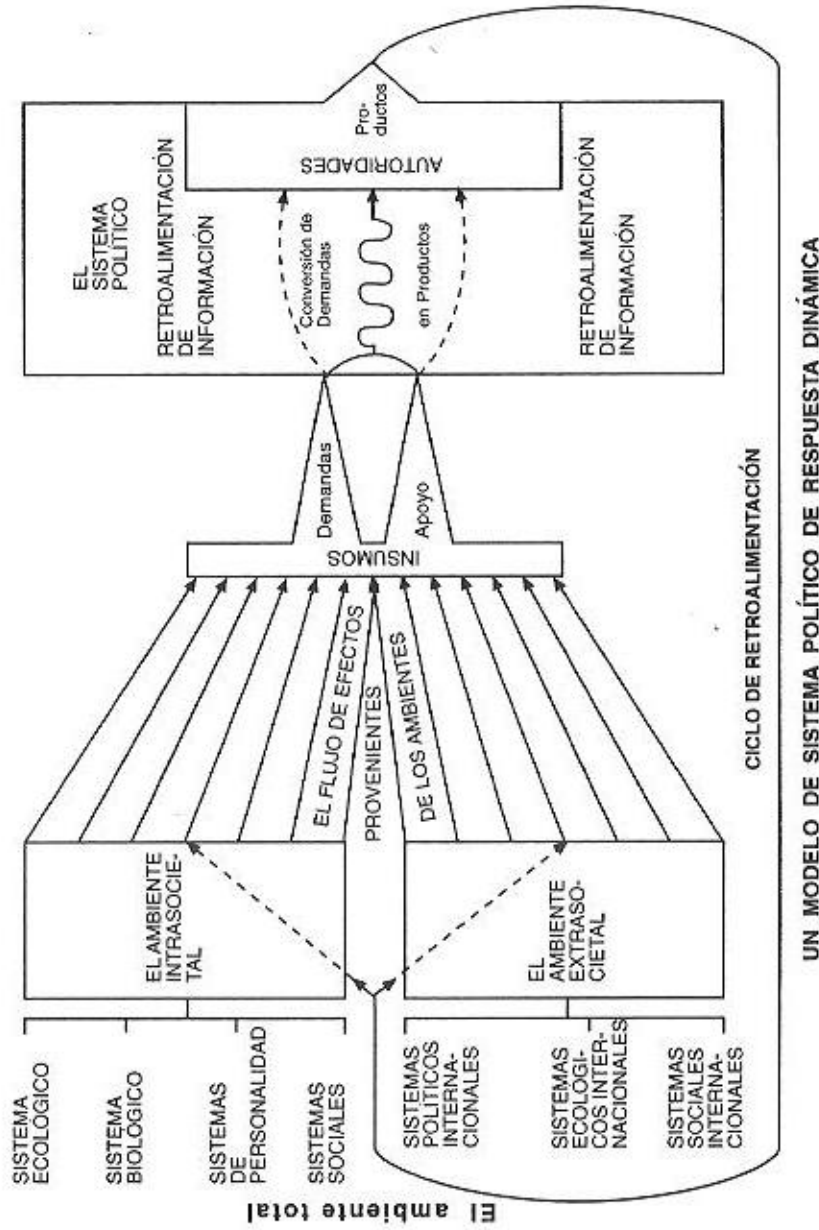 El ambiente total
SISTEMA
ECOLÓGICO
SISTEMA
BIOLOGICO
SISTEMAS
DE
PERSONALIDAD
SISTEMAS
SOCIALES
SISTEMAS
POLÍTICOS
INTERNA-
CIONALES
SISTEMAS
ECOLOGI-
COS INTER-
NACIONALES
SISTEMAS
SOCIALES
INTERNA-
CIONALES
EL AMBIENTE
INTRASOCIE-
TAL
EL
AMBIENTE
EXTRASO-
CIETAL
EL FLUJO DE EFECTOS
PROVENIENTES
DE LOS AMBIENTES
INSUMOS
Demandas
Apoyo
EL
SISTEMA
POLÍTICO
RETROALIMENTACIÓN
DE
INFORMACIÓN
Conversión de
Demandas
en Productos
RETROALIMENTACIÓN
DE
INFORMACIÓN
AUTORIDADES
Pro-
ductos
CICLO DE RETROALIMENTACIÓN
UN MODELO DE SISTEMA POLÍTICO DE RESPUESTA DINÁMICA